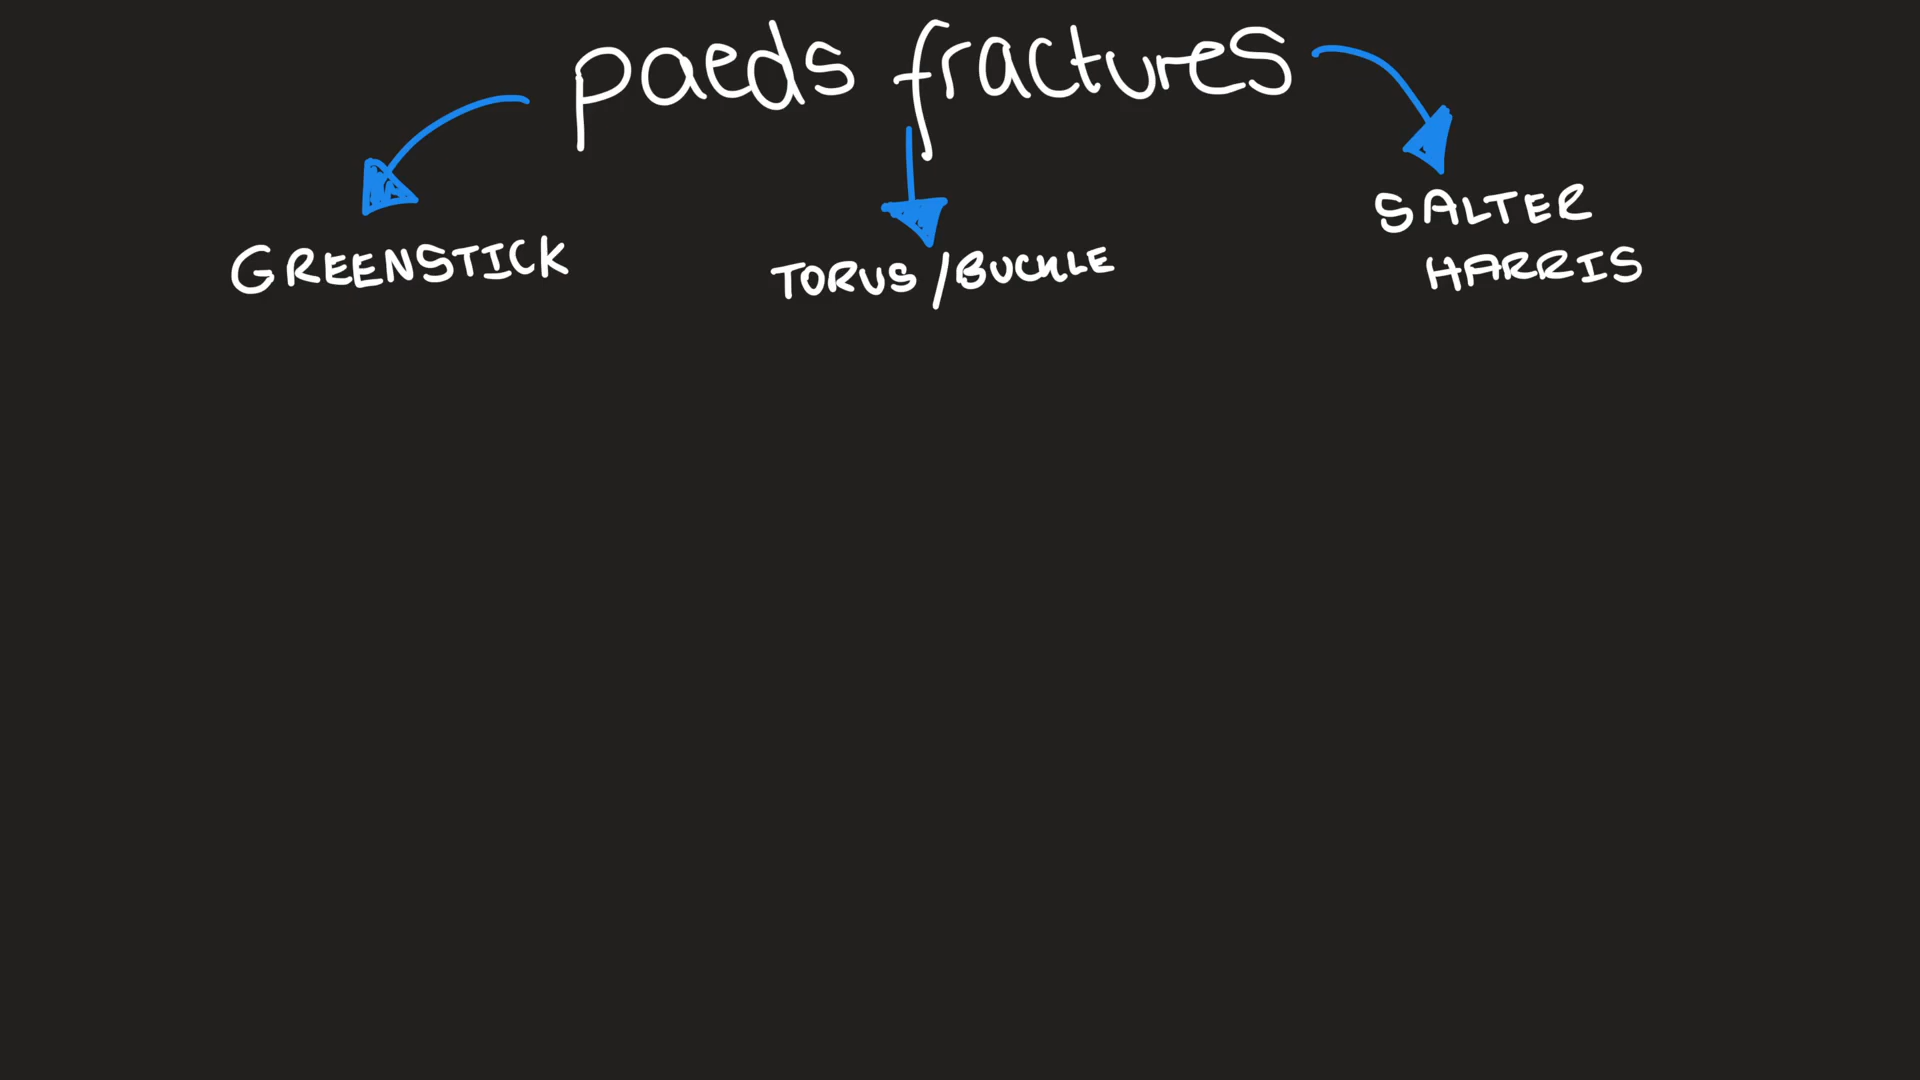 paeds fractures
GREENSTICK
TORUS/BUCKLE
SALTER
HARRIS